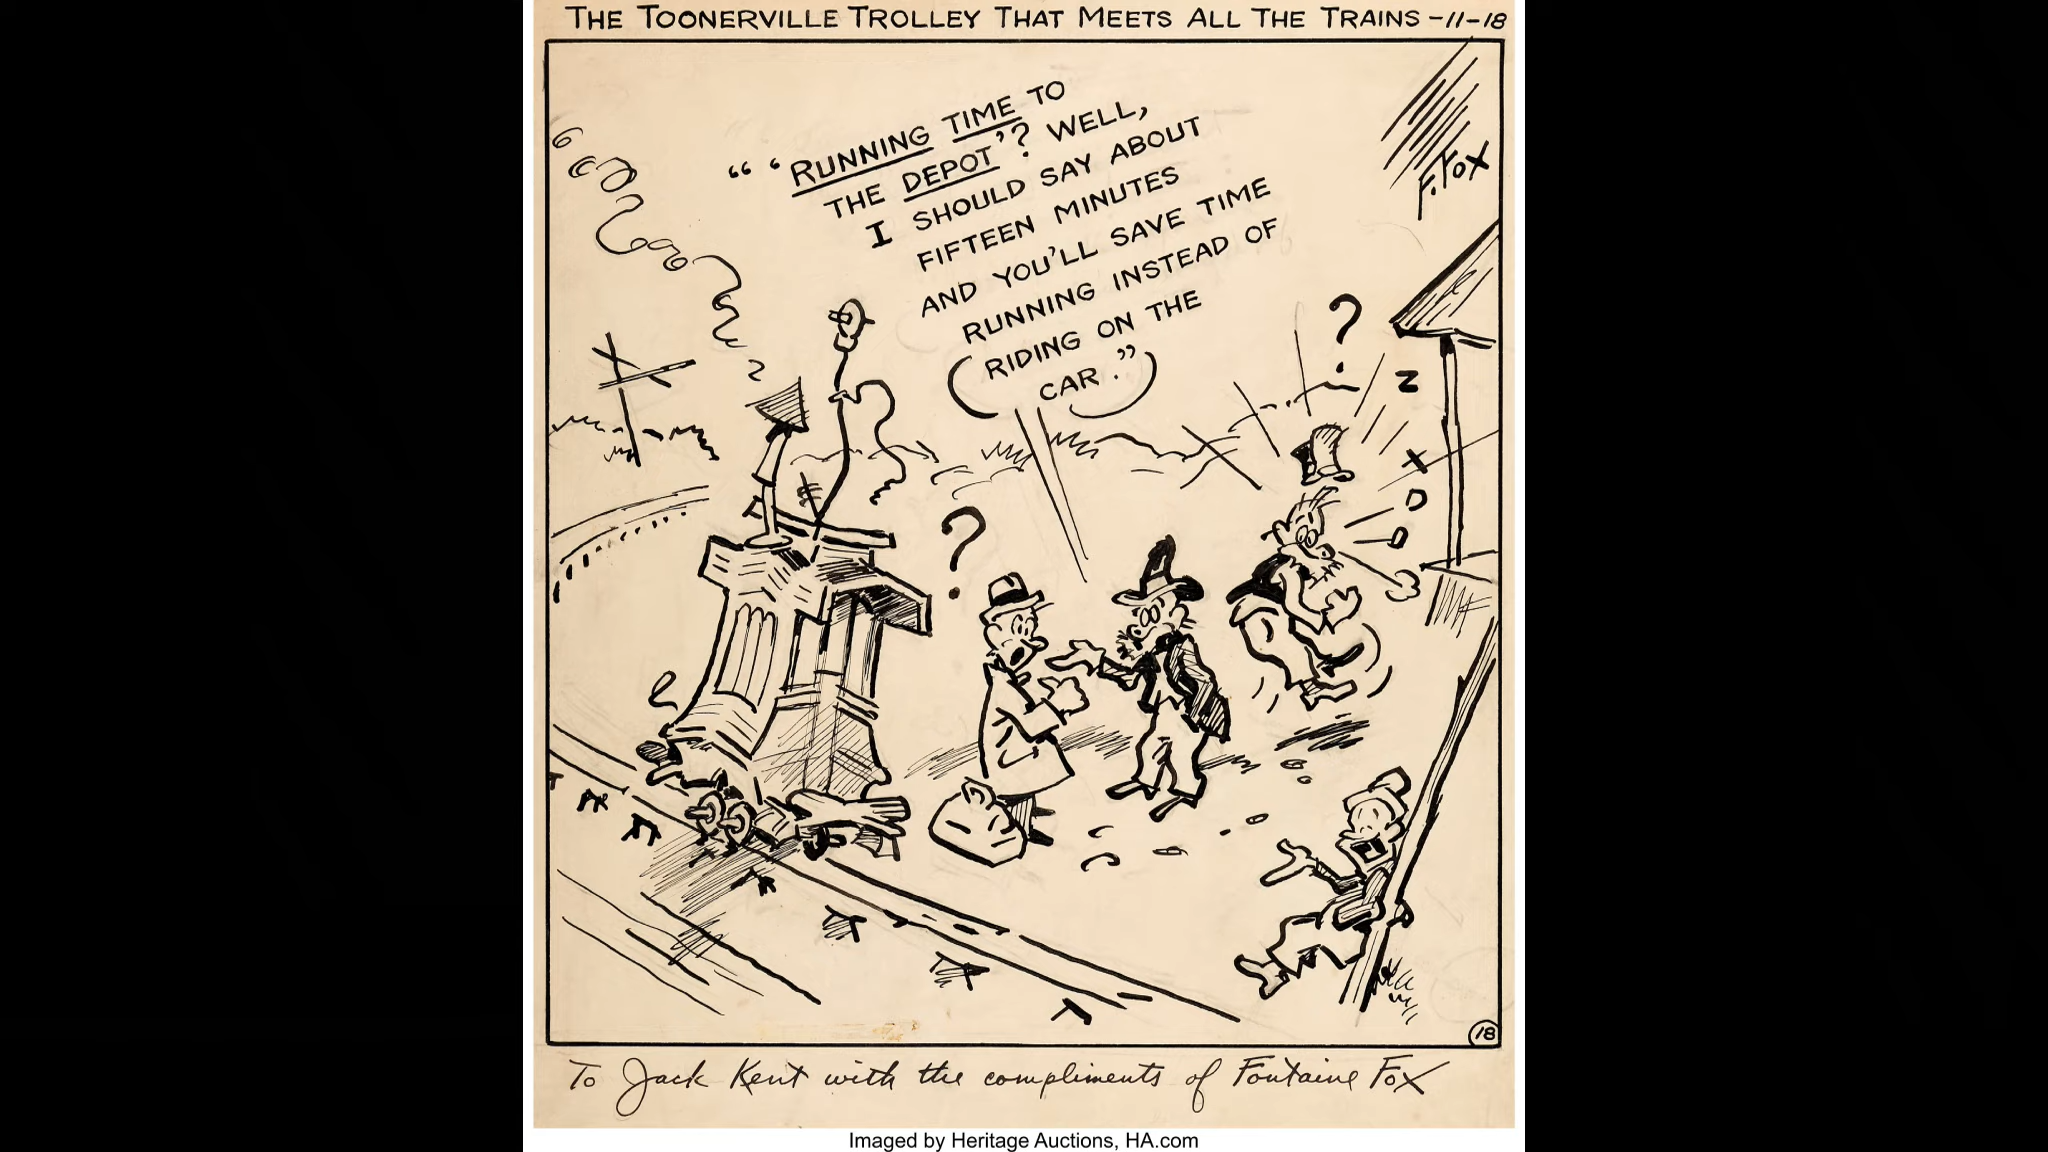 THE TOONERVILLE TROLLEY THAT MEETS ALL THE TRAINS -11-18
" 'RUNNING TIME TO
THE DEPOT'? WELL,
I SHOULD SAY ABOUT
FIFTEEN MINUTES
AND YOU'LL SAVE TIME
RUNNING INSTEAD OF
RIDING ON THE
CAR."
F. FOX
?
?
Z
X
D
D
18
To Jack Kent with the compliments of Fontaine Fox
Imaged by Heritage Auctions, HA.com